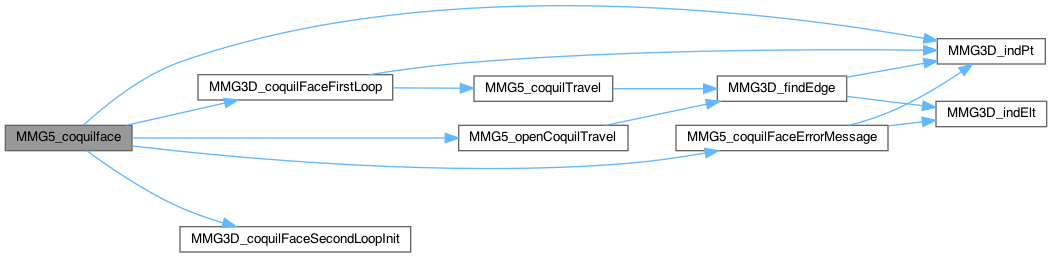 MMG3D_indPt
MMG3D_coquilFaceFirstLoop
MMG5_coquilTravel
MMG3D_findEdge
MMG3D_indElt
MMG5_coquilface
MMG5_openCoquilTravel
MMG5_coquilFaceErrorMessage
MMG3D_coquilFaceSecondLoopInit